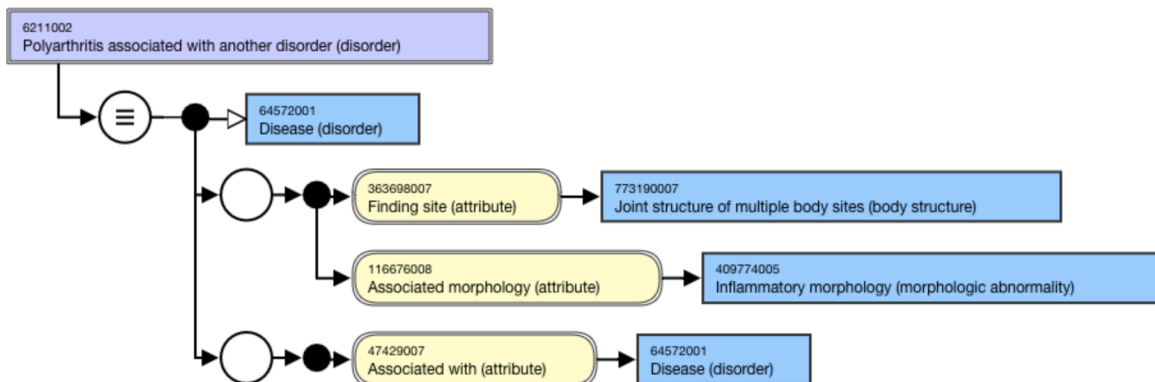 6211002
Polyarthritis associated with another disorder (disorder)
64572001
Disease (disorder)
363698007
Finding site (attribute)
773190007
Joint structure of multiple body sites (body structure)
116676008
Associated morphology (attribute)
409774005
Inflammatory morphology (morphologic abnormality)
47429007
Associated with (attribute)
64572001
Disease (disorder)